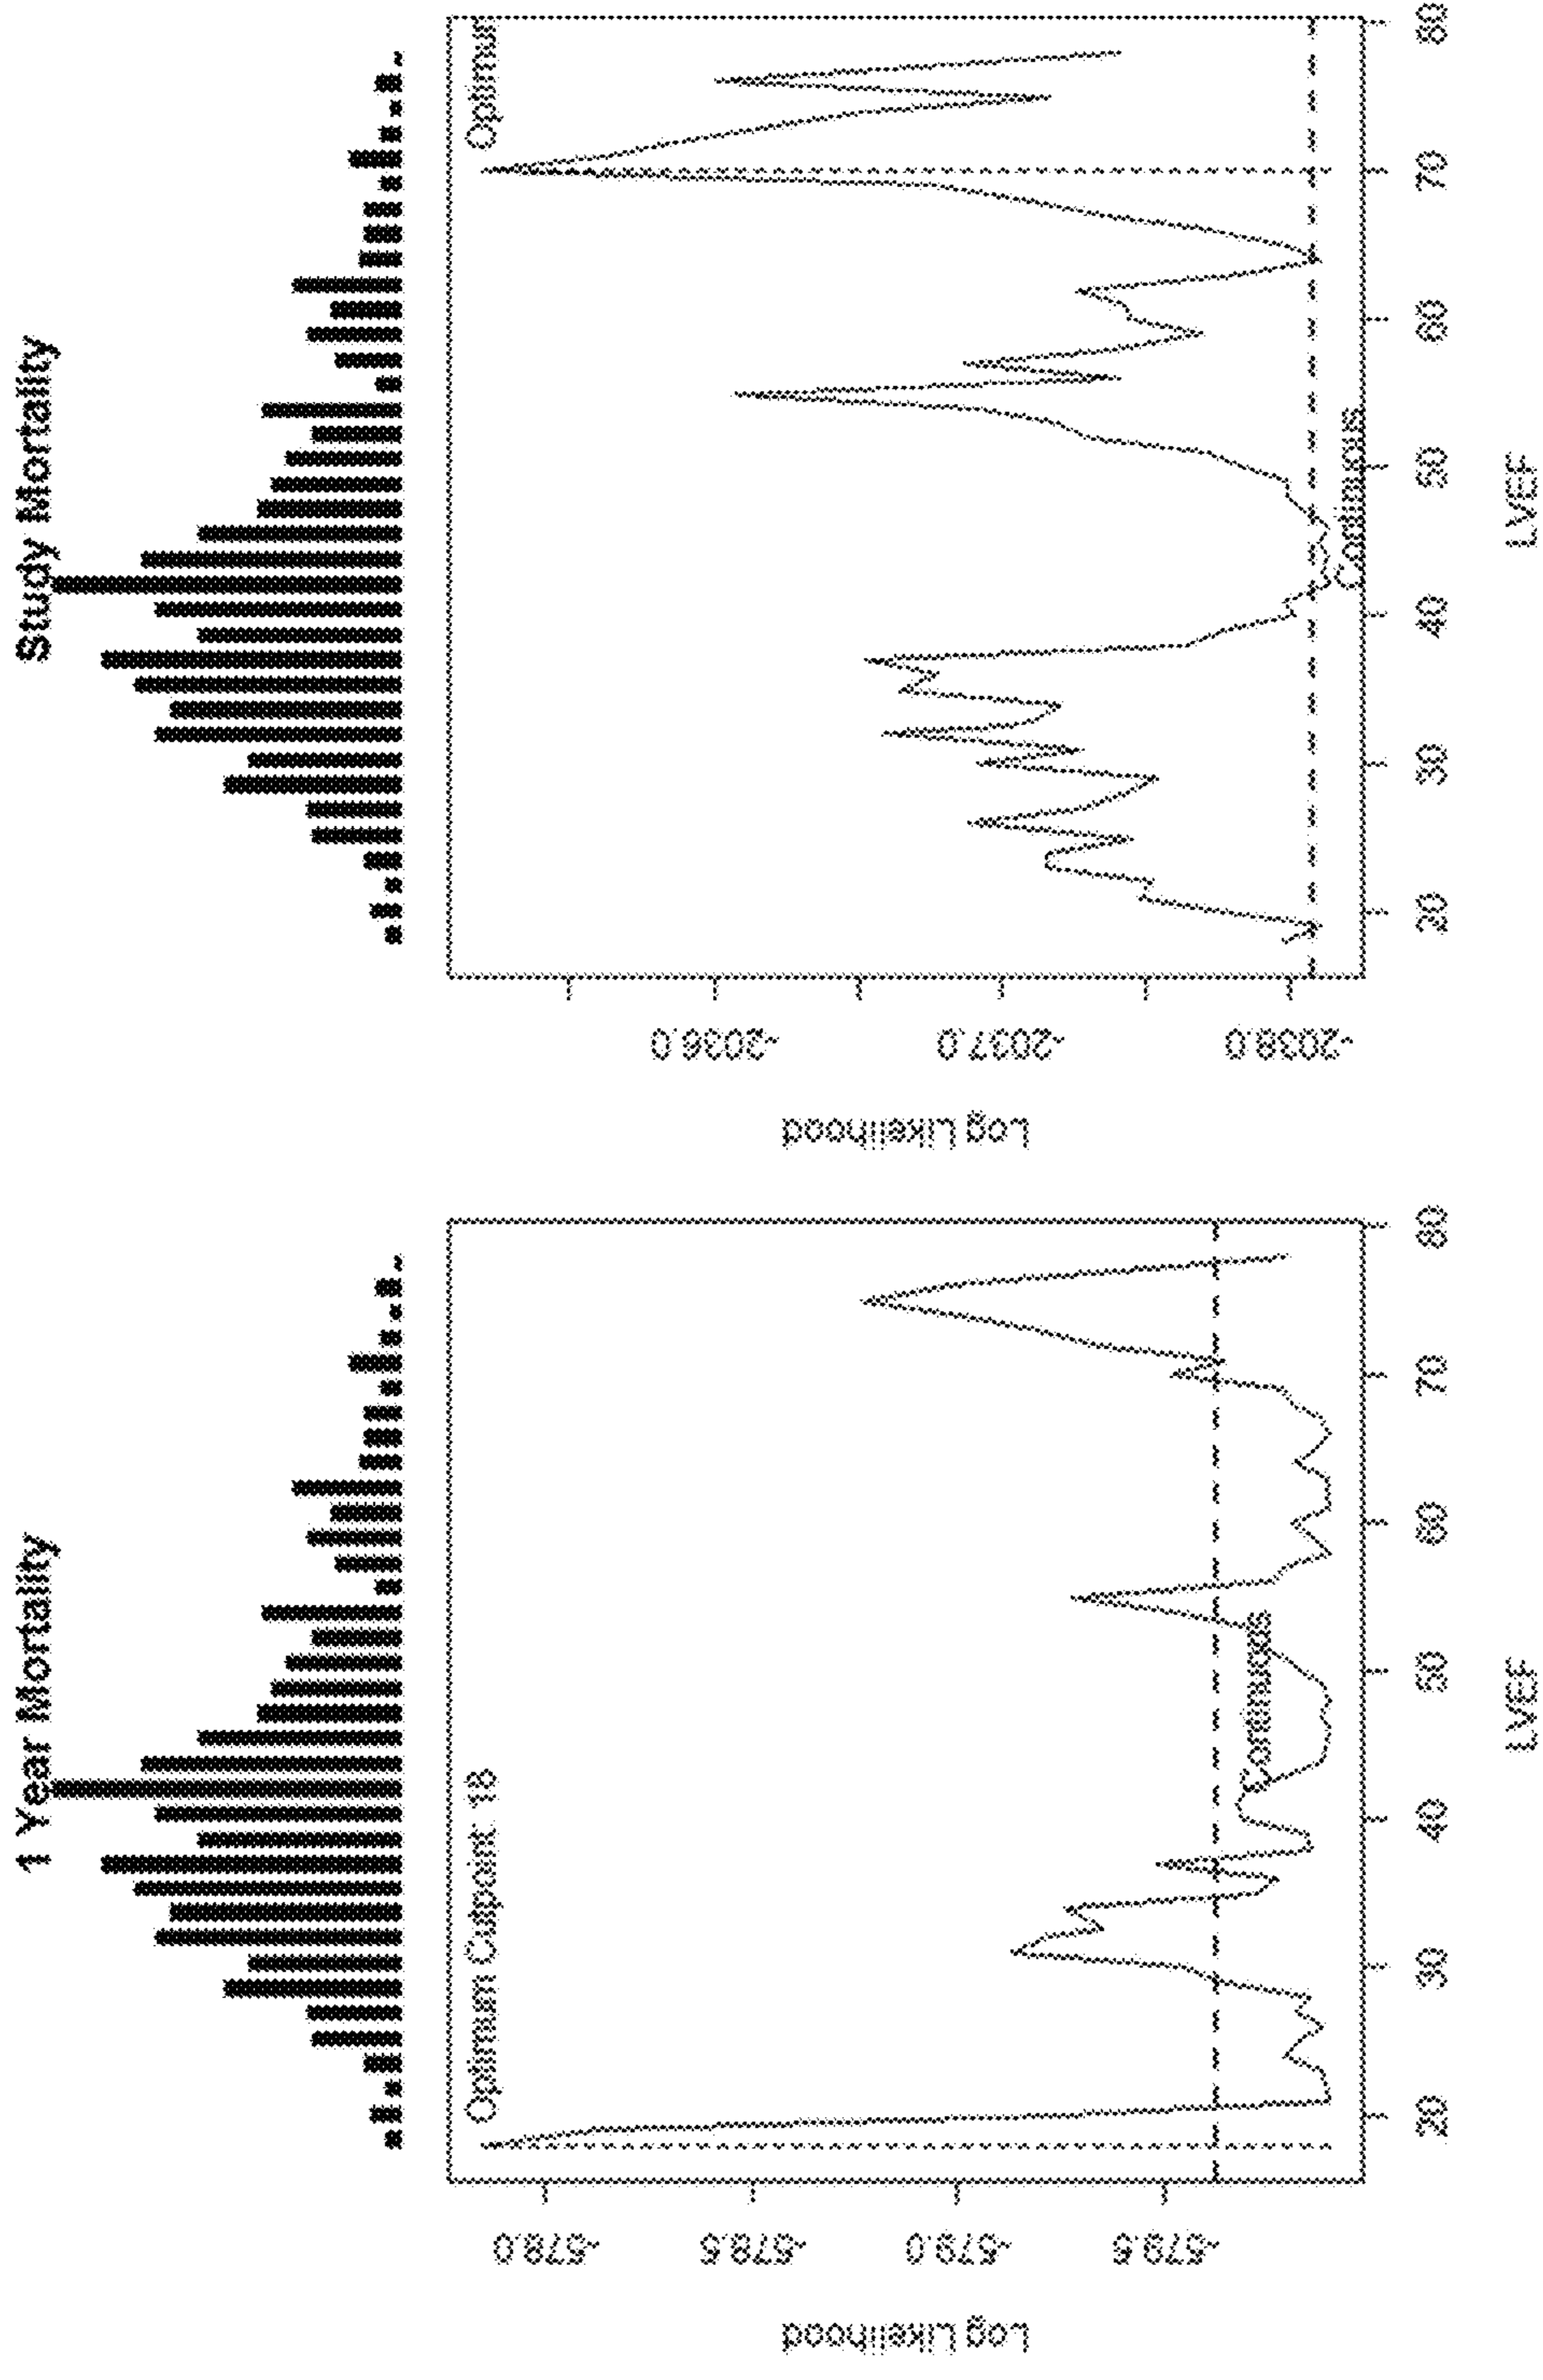 1 Year Mortality
Optimum Cutpoint: 18
Continuous
Log Likelihood
-578.0
-578.5
-579.0
-579.5
20 30 40 50 60 70 80
LVEF
Study Mortality
Optimum
Continuous
Log Likelihood
-2036.0
-2037.0
-2038.0
20 30 40 50 60 70 80
LVEF